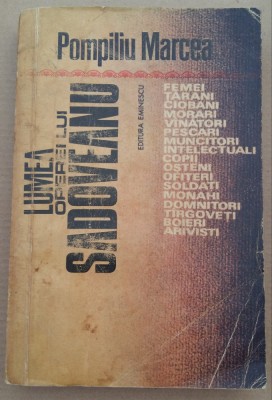 Pompiliu Marcea
LUMEA
OPEREI LUI
SADOVEANU
EDITURA EMINESCU
FEMEI
ȚĂRANI
CIOBANI
MORARI
VÎNĂTORI
PESCARI
MUNCITORI
INTELECTUALI
COPII
OȘTENI
OFIȚERI
SOLDAȚI
MONAHI
DOMNITORI
TÎRGOVEȚI
BOIERI
ARIVIȘTI